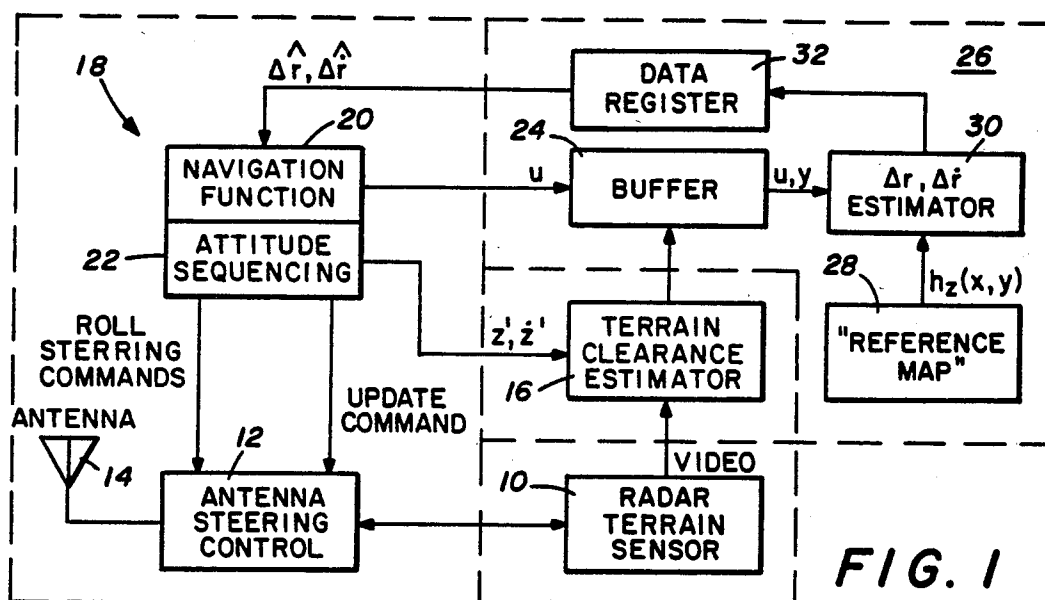 18
Δr̂, Δṙ̂
20
NAVIGATION
FUNCTION
22
ATTITUDE
SEQUENCING
ROLL
STERRING
COMMANDS
UPDATE
COMMAND
ANTENNA
14
12
ANTENNA
STEERING
CONTROL
DATA
REGISTER
32
26
24
BUFFER
u
u,y
30
Δr, Δṙ
ESTIMATOR
28
h_z(x,y)
"REFERENCE
MAP"
z', ż'
TERRAIN
CLEARANCE
ESTIMATOR
16
VIDEO
10
RADAR
TERRAIN
SENSOR
FIG. 1